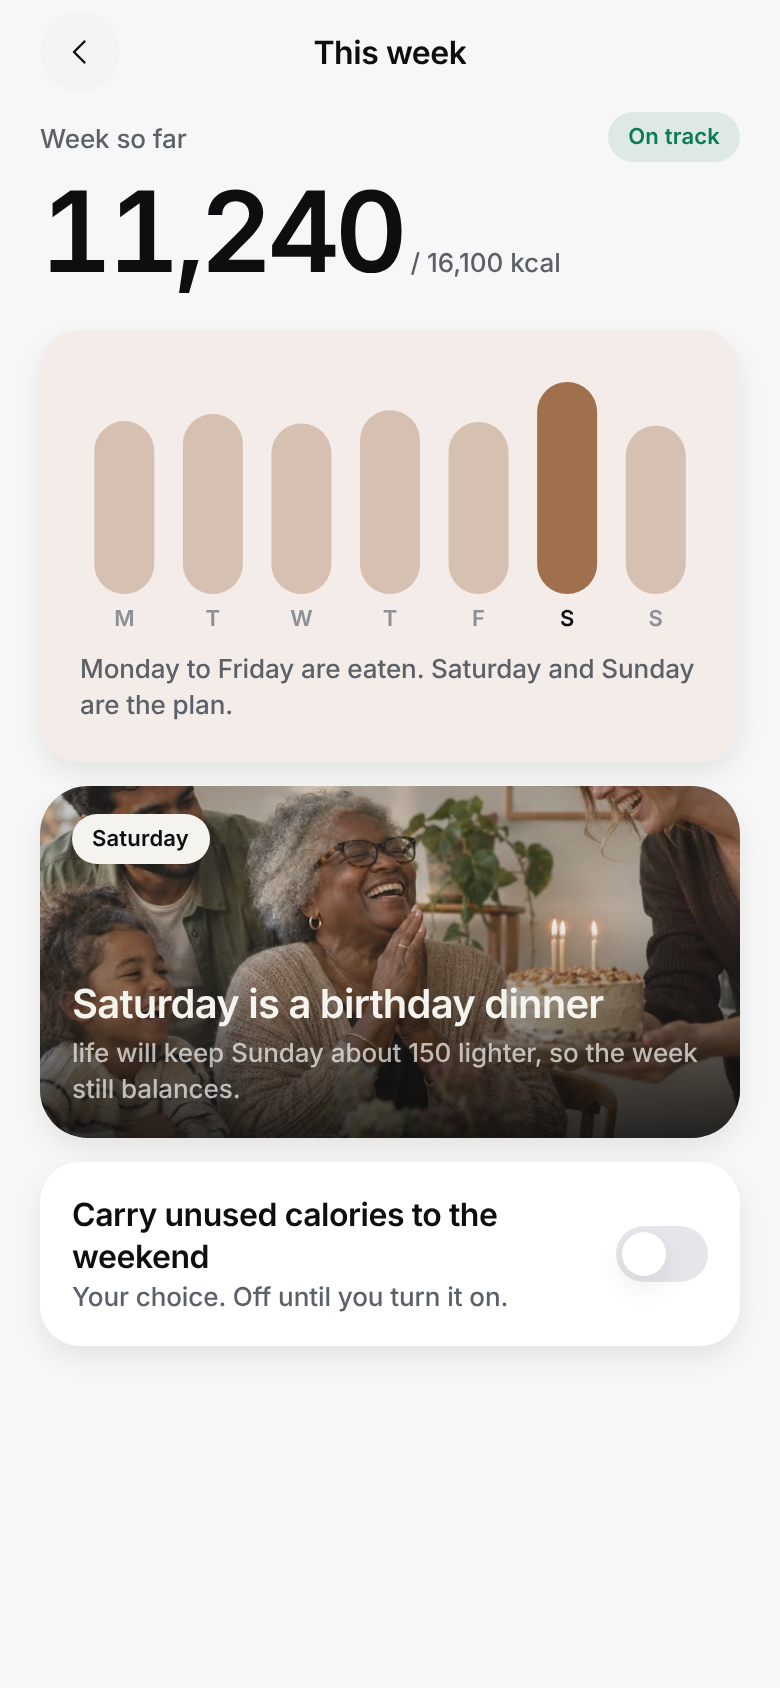 This week
Week so far
On track
11,240 / 16,100 kcal
M T W T F S S
Monday to Friday are eaten. Saturday and Sunday
are the plan.
Saturday
Saturday is a birthday dinner
life will keep Sunday about 150 lighter, so the week
still balances.
Carry unused calories to the
weekend
Your choice. Off until you turn it on.